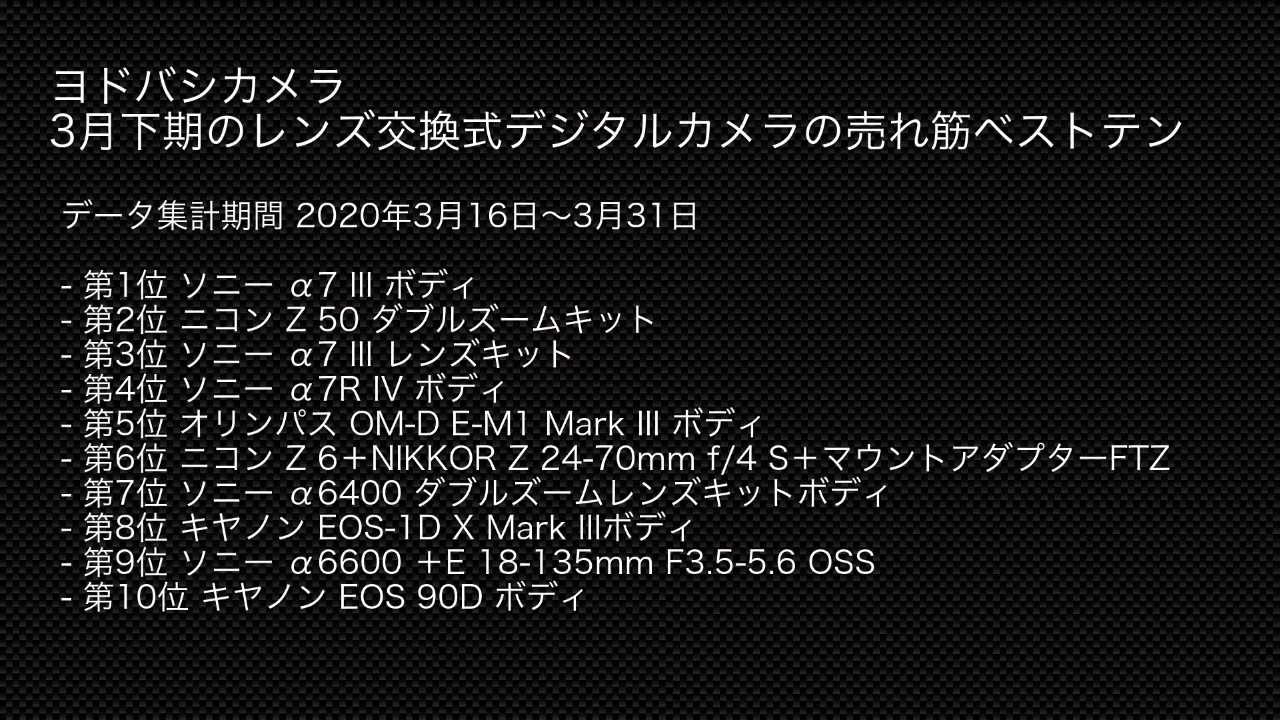 ヨドバシカメラ
3月下期のレンズ交換式デジタルカメラの売れ筋ベストテン
データ集計期間 2020年3月16日〜3月31日
- 第1位 ソニー α7 III ボディ
- 第2位 ニコン Z 50 ダブルズームキット
- 第3位 ソニー α7 III レンズキット
- 第4位 ソニー α7R IV ボディ
- 第5位 オリンパス OM-D E-M1 Mark III ボディ
- 第6位 ニコン Z 6＋NIKKOR Z 24-70mm f/4 S＋マウントアダプターFTZ
- 第7位 ソニー α6400 ダブルズームレンズキットボディ
- 第8位 キヤノン EOS-1D X Mark IIIボディ
- 第9位 ソニー α6600 ＋E 18-135mm F3.5-5.6 OSS
- 第10位 キヤノン EOS 90D ボディ